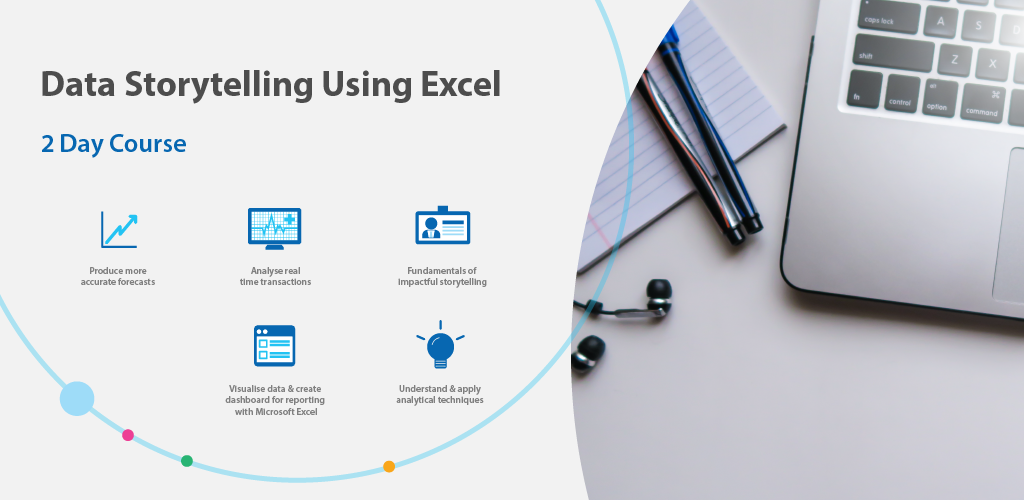 Data Storytelling Using Excel
2 Day Course
Produce more
accurate forecasts
Analyse real
time transactions
Fundamentals of
impactful storytelling
Visualise data & create
dashboard for reporting
with Microsoft Excel
Understand & apply
analytical techniques
caps lock A S D
shift Z X
fn control option command